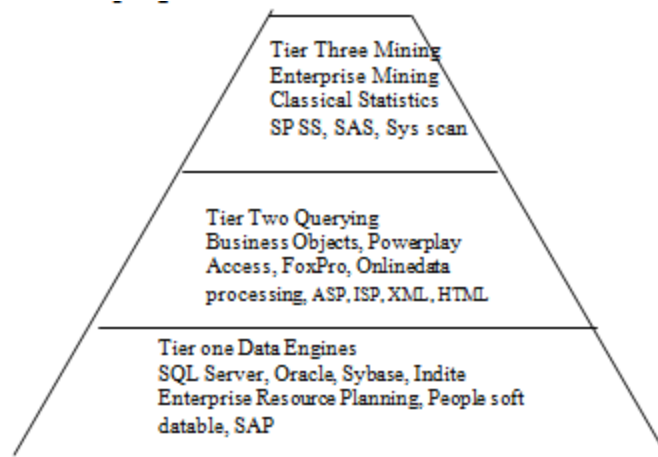 Tier Three Mining
Enterprise Mining
Classical Statistics
SPSS, SAS, Sys scan
Tier Two Querying
Business Objects, Powerplay
Access, FoxPro, Onlinedata
processing, ASP, ISP, XML, HTML
Tier one Data Engines
SQL Server, Oracle, Sybase, Indite
Enterprise Resource Planning, People soft
datable, SAP